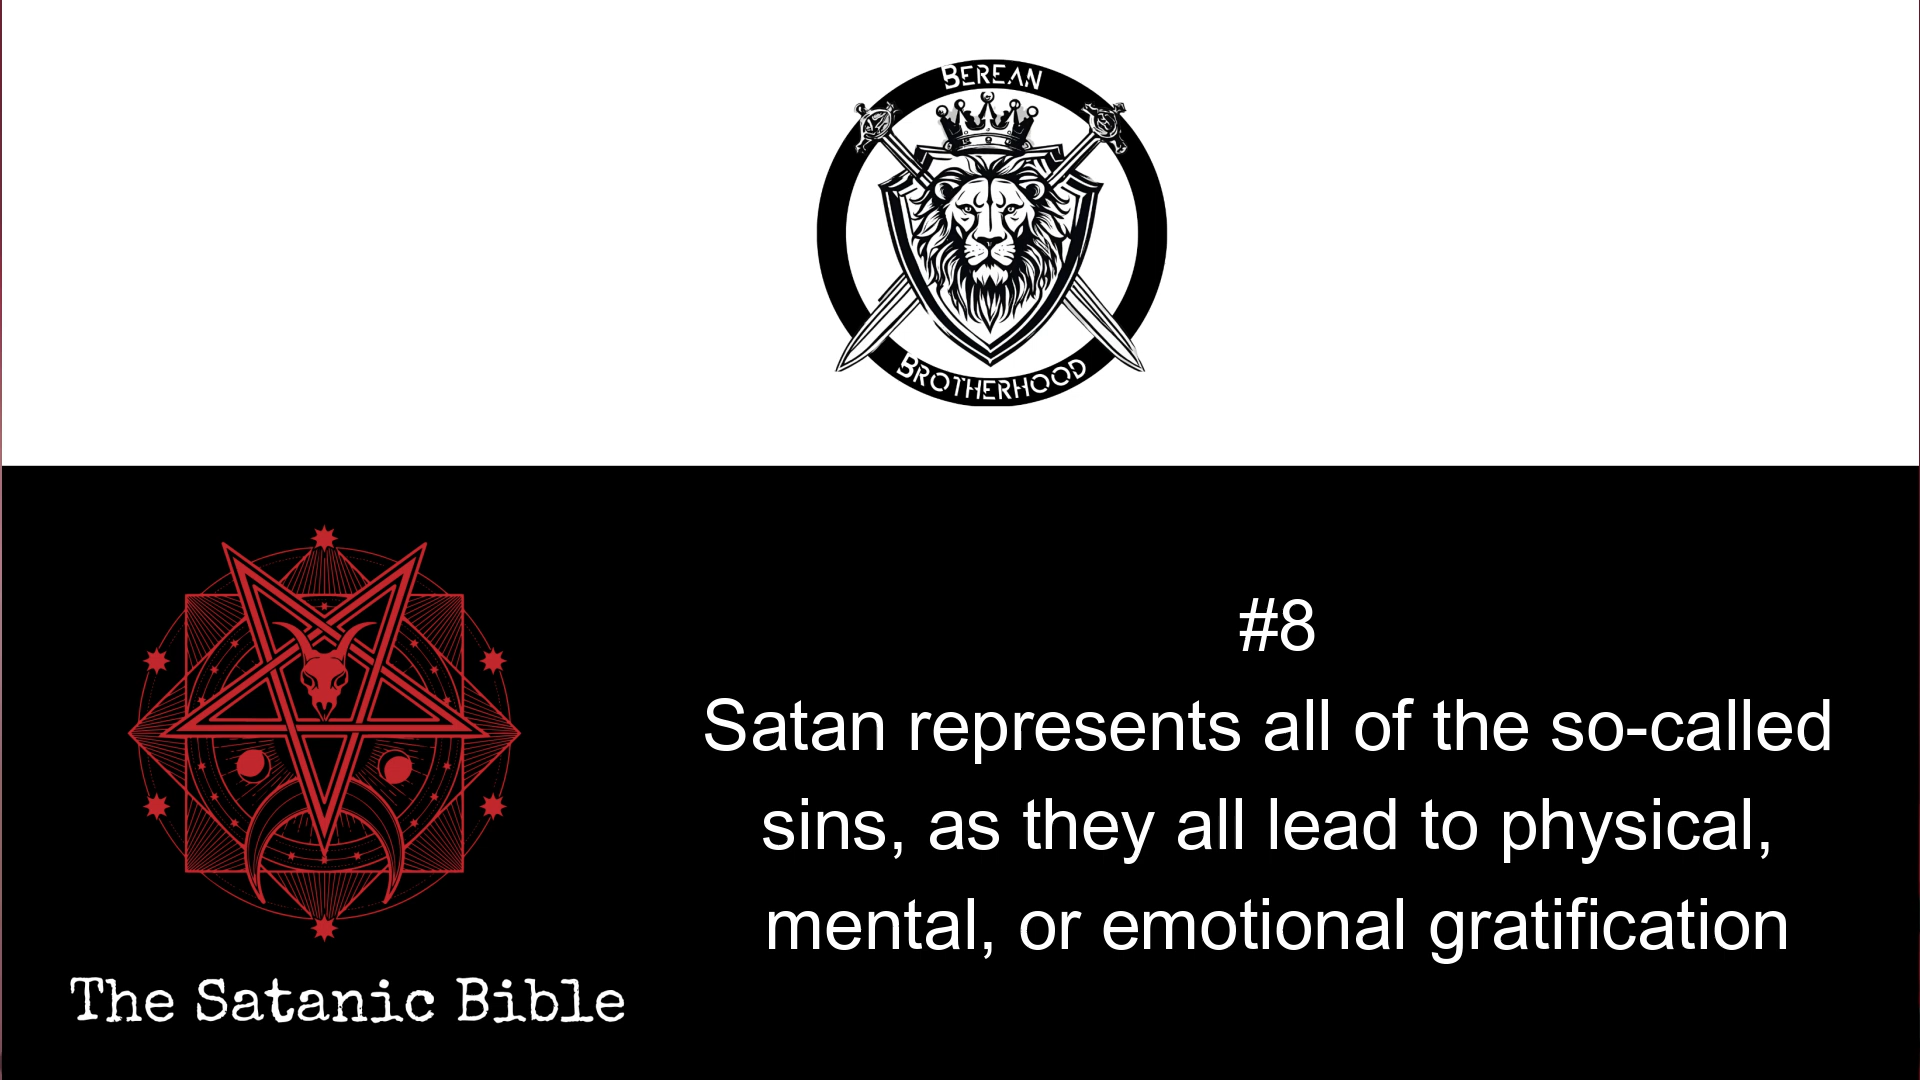 BEREAN
BROTHERHOOD
#8
Satan represents all of the so-called
sins, as they all lead to physical,
mental, or emotional gratification
The Satanic Bible